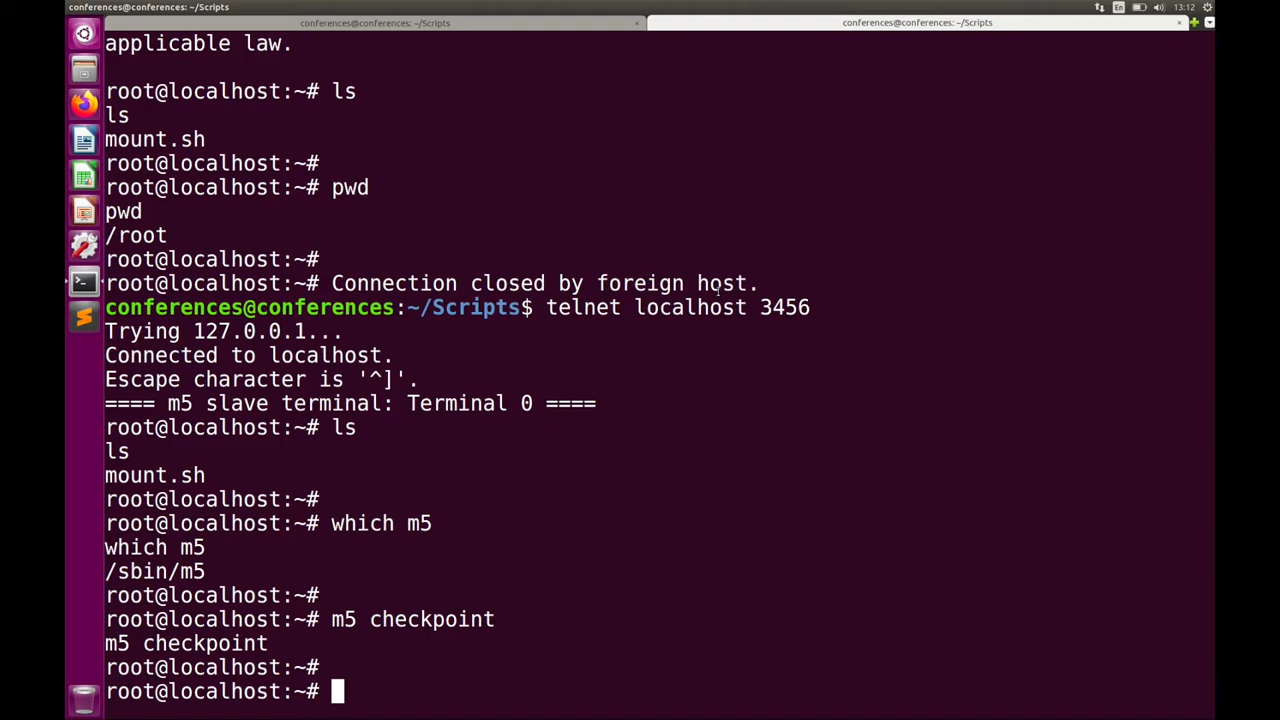 conferences@conferences: ~/Scripts
En
13:12
conferences@conferences: ~/Scripts
×
conferences@conferences: ~/Scripts
×
applicable law.
root@localhost:~# ls
ls
mount.sh
root@localhost:~#
root@localhost:~# pwd
pwd
/root
root@localhost:~#
root@localhost:~# Connection closed by foreign host.
conferences@conferences:~/Scripts$ telnet localhost 3456
Trying 127.0.0.1...
Connected to localhost.
Escape character is '^]'.
==== m5 slave terminal: Terminal 0 ====
root@localhost:~# ls
ls
mount.sh
root@localhost:~#
root@localhost:~# which m5
which m5
/sbin/m5
root@localhost:~#
root@localhost:~# m5 checkpoint
m5 checkpoint
root@localhost:~#
root@localhost:~#